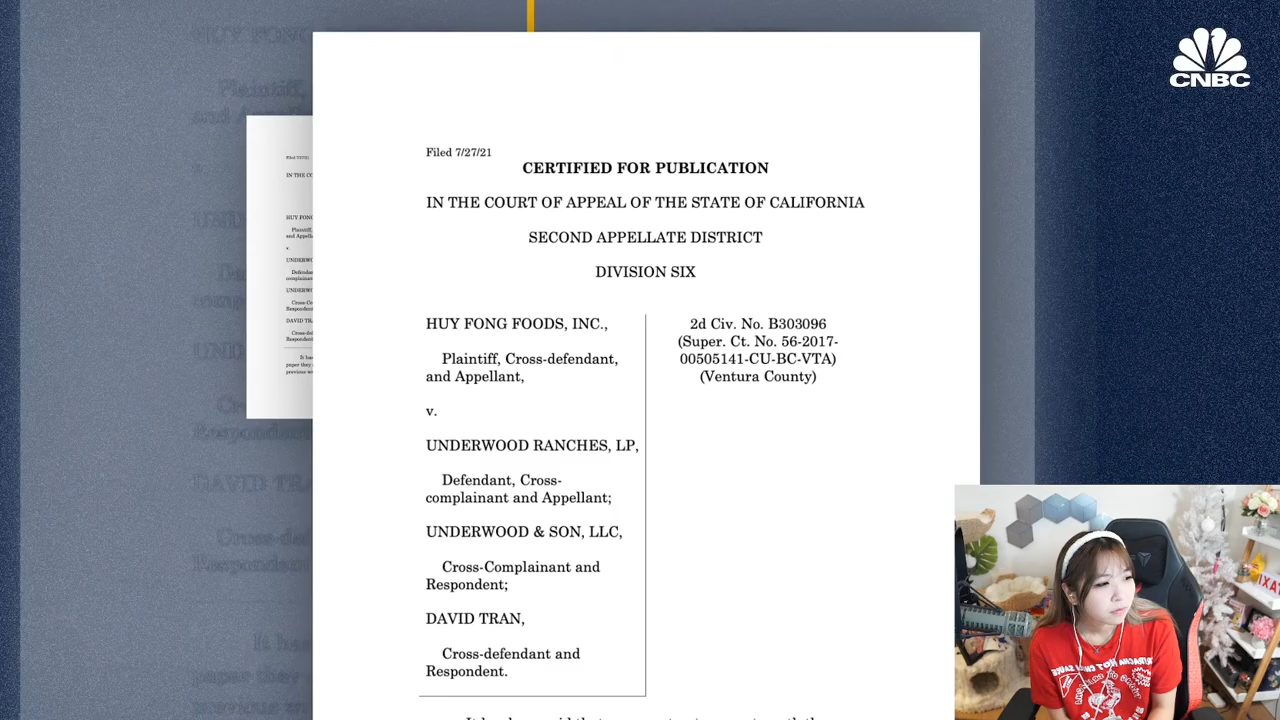 CNBC
Filed 7/27/21
CERTIFIED FOR PUBLICATION
IN THE COURT OF APPEAL OF THE STATE OF CALIFORNIA
SECOND APPELLATE DISTRICT
DIVISION SIX
HUY FONG FOODS, INC.,
Plaintiff, Cross-defendant,
and Appellant,
v.
UNDERWOOD RANCHES, LP,
Defendant, Cross-
complainant and Appellant;
UNDERWOOD & SON, LLC,
Cross-Complainant and
Respondent;
DAVID TRAN,
Cross-defendant and
Respondent.
2d Civ. No. B303096
(Super. Ct. No. 56-2017-
00505141-CU-BC-VTA)
(Ventura County)